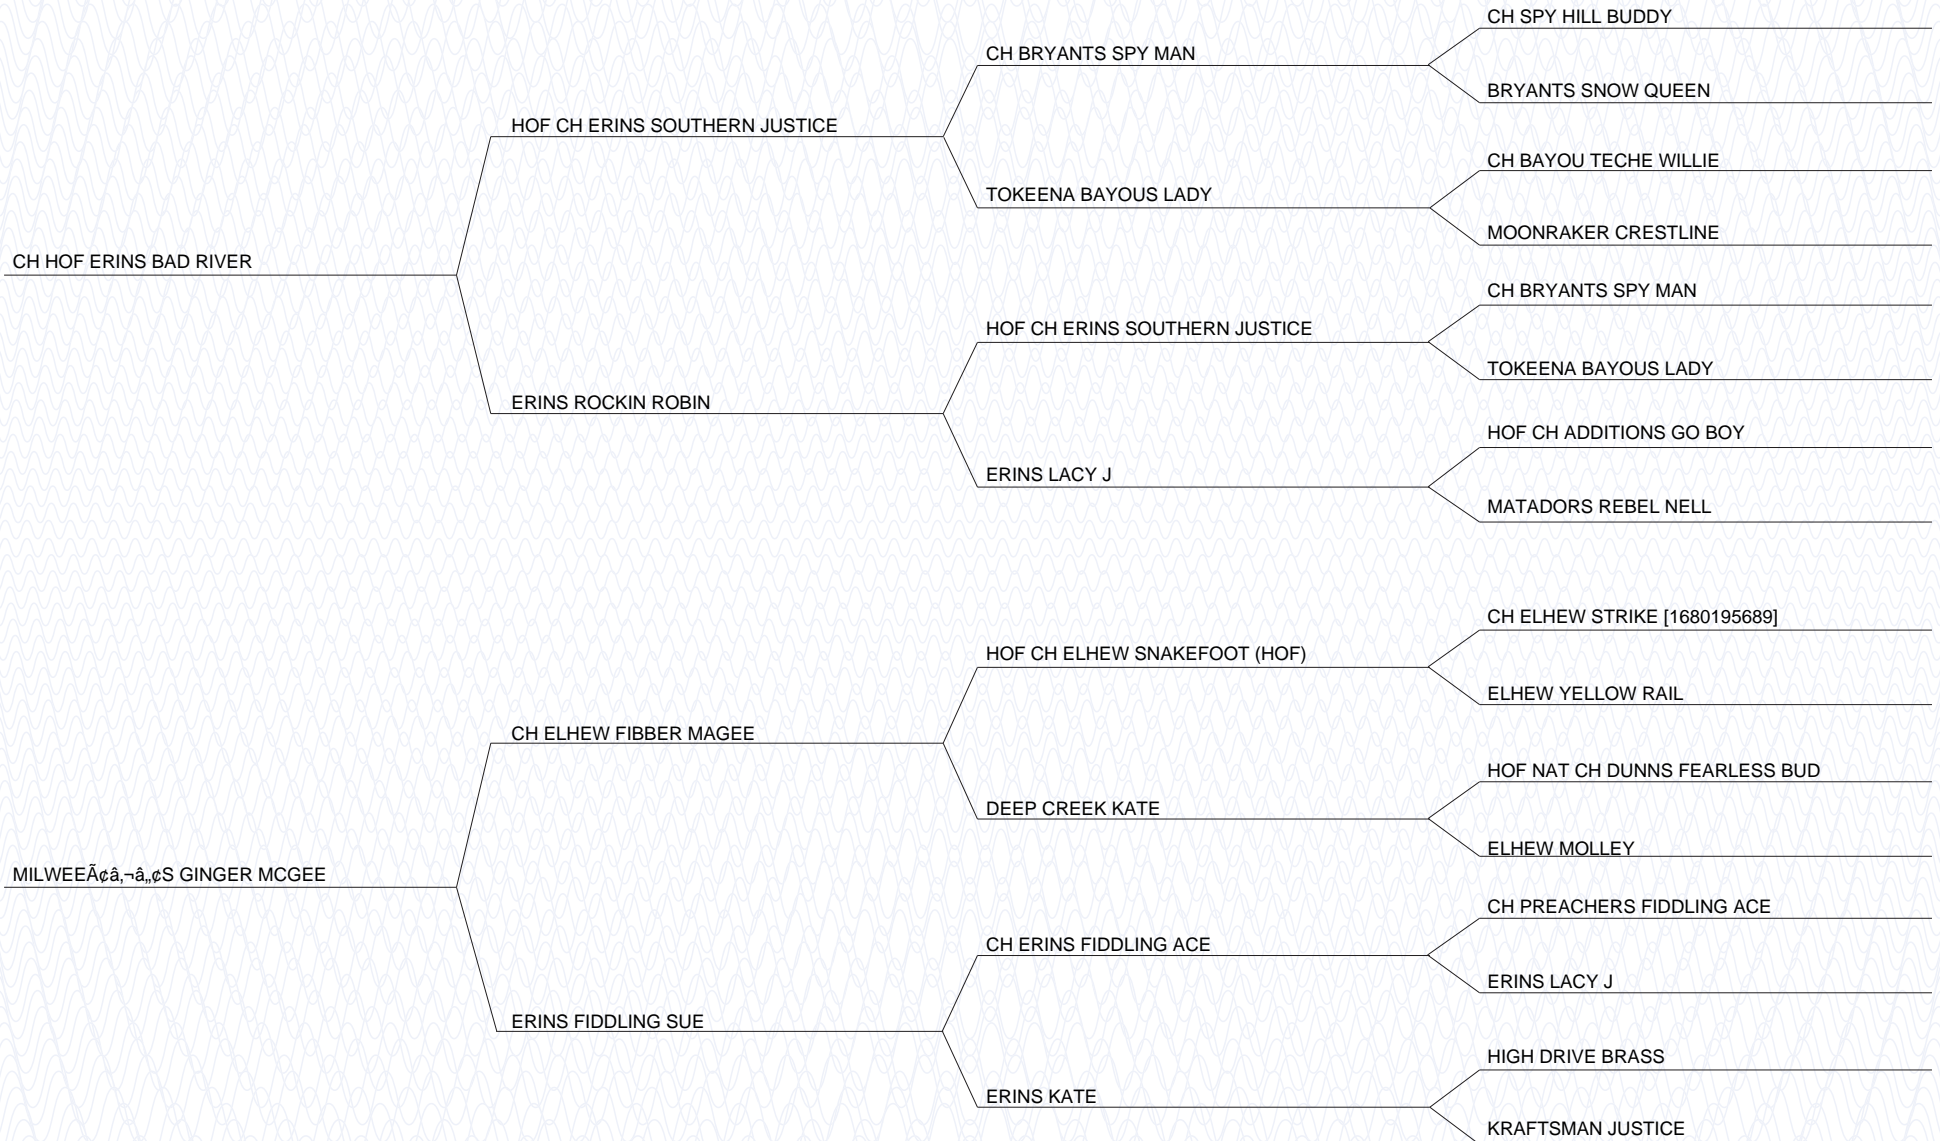 CH SPY HILL BUDDY
CH BRYANTS SPY MAN
BRYANTS SNOW QUEEN
HOF CH ERINS SOUTHERN JUSTICE
CH BAYOU TECHE WILLIE
TOKEENA BAYOUS LADY
MOONRAKER CRESTLINE
CH HOF ERINS BAD RIVER
CH BRYANTS SPY MAN
HOF CH ERINS SOUTHERN JUSTICE
TOKEENA BAYOUS LADY
ERINS ROCKIN ROBIN
HOF CH ADDITIONS GO BOY
ERINS LACY J
MATADORS REBEL NELL
CH ELHEW STRIKE [1680195689]
HOF CH ELHEW SNAKEFOOT (HOF)
ELHEW YELLOW RAIL
CH ELHEW FIBBER MAGEE
HOF NAT CH DUNNS FEARLESS BUD
DEEP CREEK KATE
ELHEW MOLLEY
MILWEEÃ¢â‚¬â„¢S GINGER MCGEE
CH PREACHERS FIDDLING ACE
CH ERINS FIDDLING ACE
ERINS LACY J
ERINS FIDDLING SUE
HIGH DRIVE BRASS
ERINS KATE
KRAFTSMAN JUSTICE